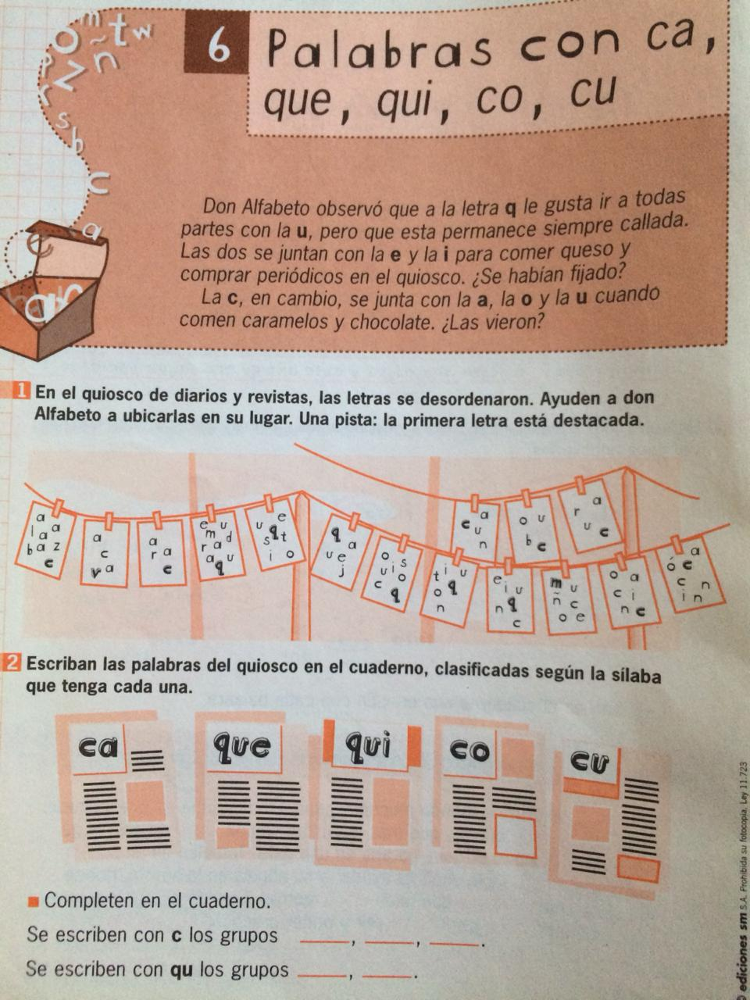 6
Palabras con ca,
que, qui, co, cu
Don Alfabeto observó que a la letra q le gusta ir a todas
partes con la u, pero que esta permanece siempre callada.
Las dos se juntan con la e y la i para comer queso y
comprar periódicos en el quiosco. ¿Se habían fijado?
La c, en cambio, se junta con la a, la o y la u cuando
comen caramelos y chocolate. ¿Las vieron?
1 En el quiosco de diarios y revistas, las letras se desordenaron. Ayuden a don
Alfabeto a ubicarlas en su lugar. Una pista: la primera letra está destacada.
a
l a a
b a z
c
a
c
v a
a
r a
c
e u
m d
r a
a u
q
e
u q t
s
i o
q
a
u e
j
o s
u i o
c
q
t i u
o q
n
a
c u
n
o u
b c
a
r
u c
e i u
n q
c
m u
ñ c
o e
o a
c i
n c
a
ó c
c n
i n
2 Escriban las palabras del quiosco en el cuaderno, clasificadas según la sílaba
que tenga cada una.
ca que qui co cu
Completen en el cuaderno.
Se escriben con c los grupos ____, ____, ____.
Se escriben con qu los grupos ____, ____.
© ediciones sm S.A. Prohibida su fotocopia. Ley 11.723